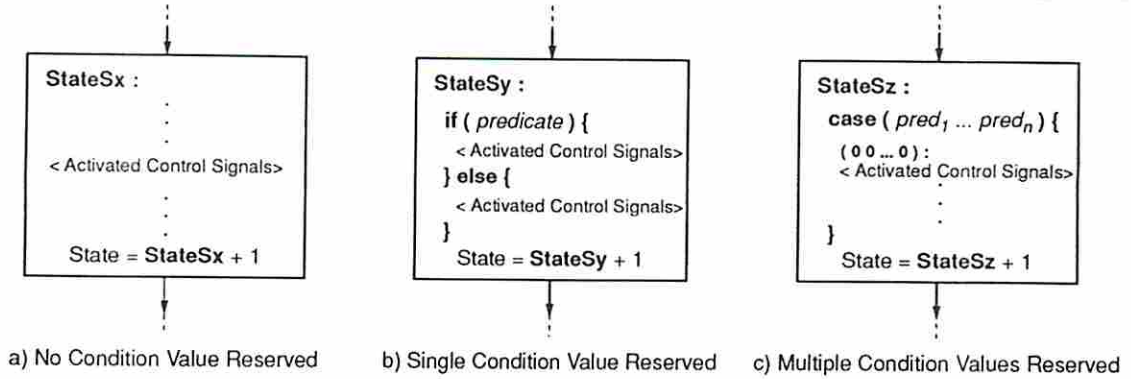 StateSx :
.
.
.
< Activated Control Signals>
.
.
.
State = StateSx + 1
a) No Condition Value Reserved
StateSy :
if ( predicate ) {
< Activated Control Signals>
} else {
< Activated Control Signals>
}
State = StateSy + 1
b) Single Condition Value Reserved
StateSz :
case ( pred1 ... predn ) {
( 0 0 ... 0 ) :
< Activated Control Signals>
.
.
.
}
State = StateSz + 1
c) Multiple Condition Values Reserved